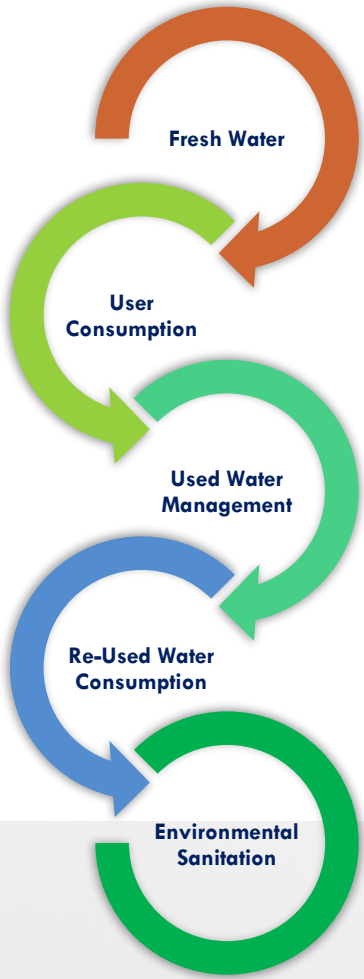 Fresh Water
User
Consumption
Used Water
Management
Re-Used Water
Consumption
Environmental
Sanitation